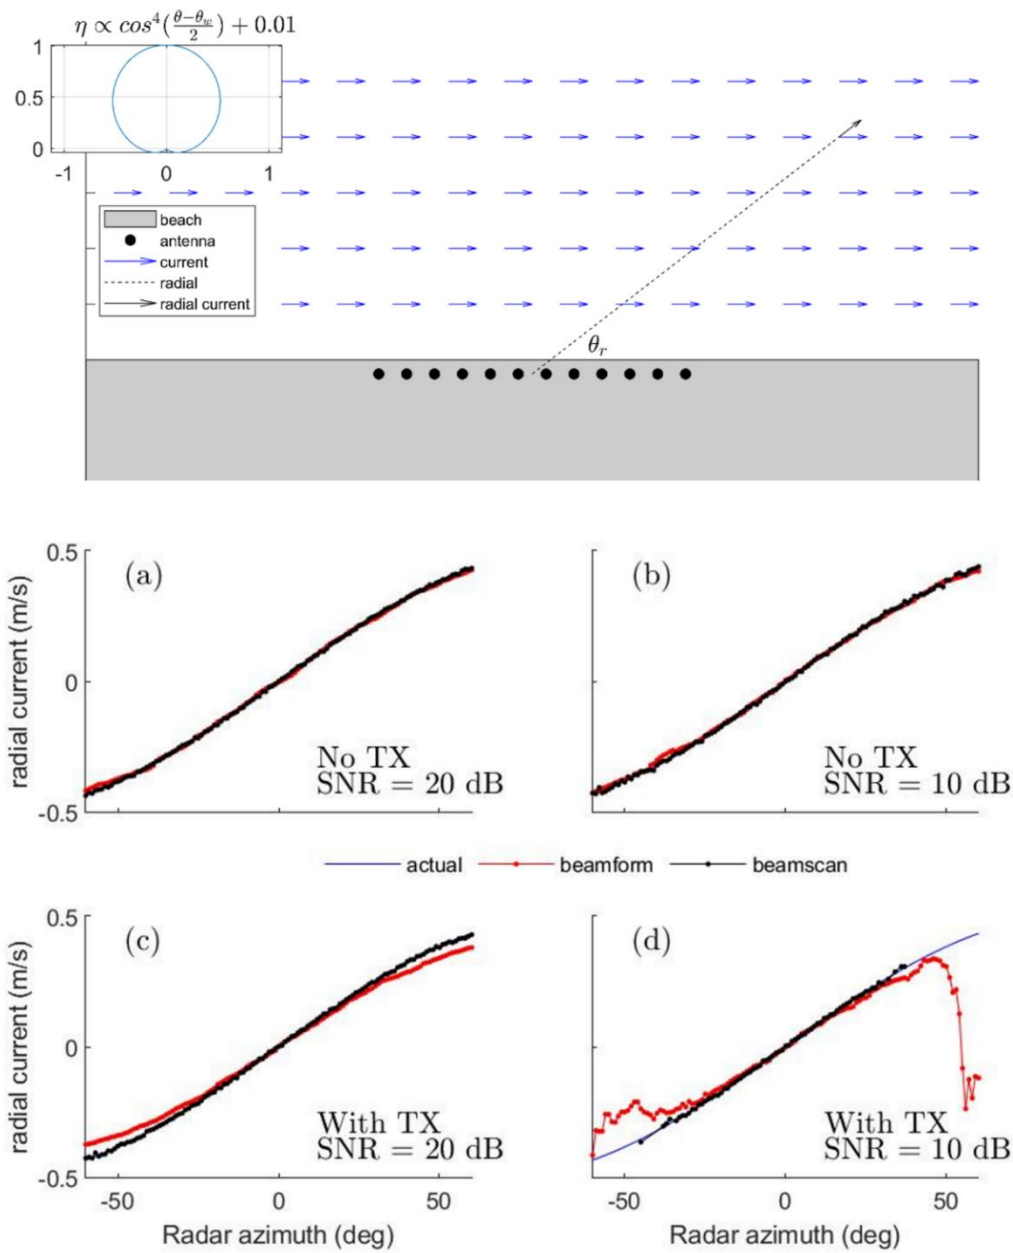 η ∝ cos⁴((θ−θ_w)/2) + 0.01
1
0.5
0
-1 0 1
beach
antenna
current
radial
radial current
θ_r
0.5
0
-0.5
radial current (m/s)
(a)
No TX
SNR = 20 dB
(b)
No TX
SNR = 10 dB
actual beamform beamscan
0.5
0
-0.5
radial current (m/s)
(c)
With TX
SNR = 20 dB
(d)
With TX
SNR = 10 dB
-50 0 50
Radar azimuth (deg)
-50 0 50
Radar azimuth (deg)